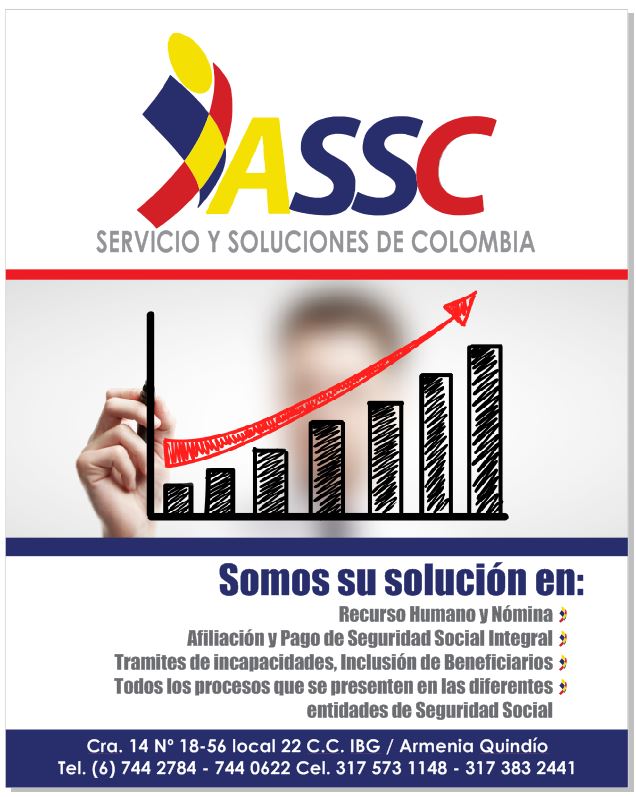 ASSC
SERVICIO Y SOLUCIONES DE COLOMBIA
Somos su solución en:
Recurso Humano y Nómina
Afiliación y Pago de Seguridad Social Integral
Tramites de incapacidades, Inclusión de Beneficiarios
Todos los procesos que se presenten en las diferentes
entidades de Seguridad Social
Cra. 14 Nº 18-56 local 22 C.C. IBG / Armenia Quindío
Tel. (6) 744 2784 - 744 0622 Cel. 317 573 1148 - 317 383 2441